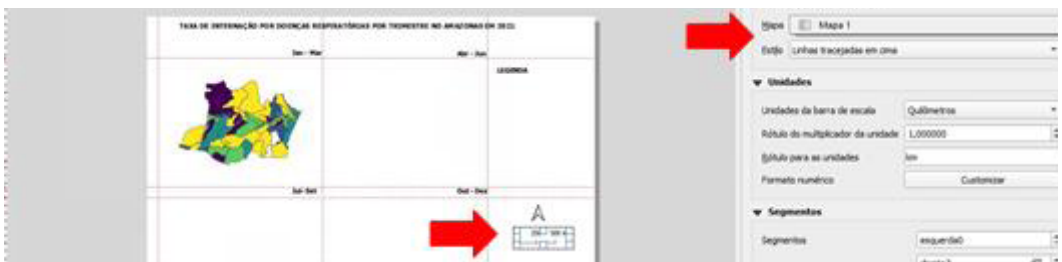 TAXA DE INTERNAÇÃO POR DOENÇAS RESPIRATÓRIAS POR TRIMESTRE NO AMAZONAS EM 2021
Jan - Mar
Abr - Jun
LEGENDA
Jul- Set
Out - Dez
Mapa Mapa 1
Estilo Linhas tracejadas em cima
Unidades
Unidades da barra de escala Quilômetros
Rótulo do multiplicador da unidade 1,000000
Rótulo para as unidades km
Formato numérico Customizar
Segmentos
Segmentos esquerda0